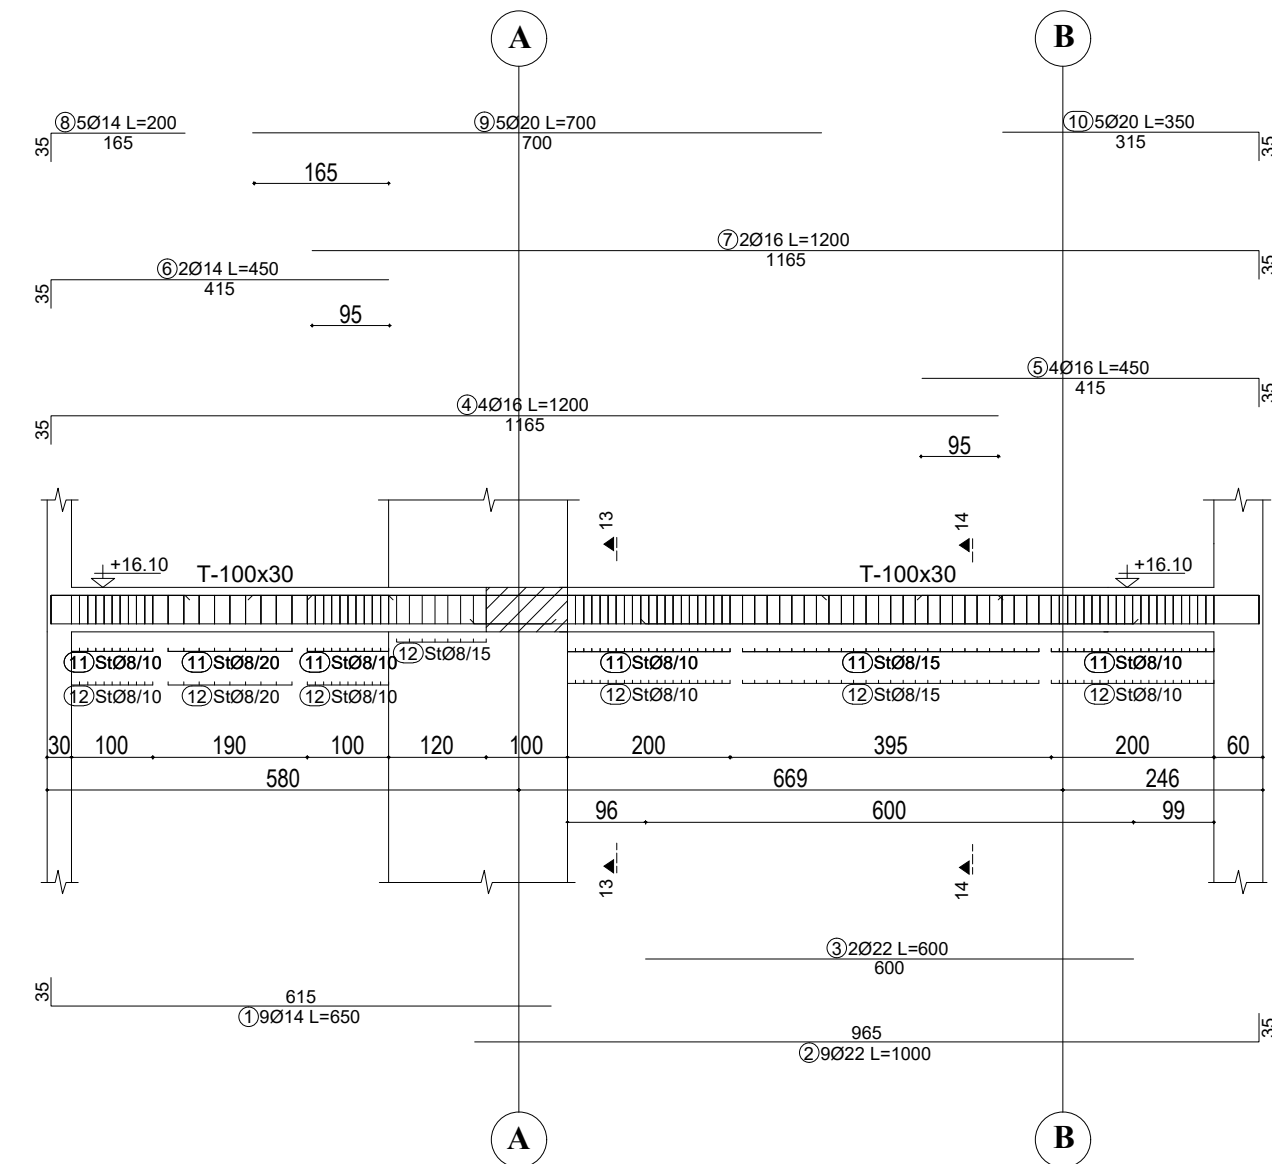 A
B
⑧5Ø14 L=200
165
35
⑨5Ø20 L=700
700
⑩5Ø20 L=350
315
35
165
⑦2Ø16 L=1200
1165
35
⑥2Ø14 L=450
415
35
95
⑤4Ø16 L=450
415
35
④4Ø16 L=1200
1165
35
95
13
14
+16.10
T-100x30
T-100x30
+16.10
⑫StØ8/15
⑪StØ8/10
⑪StØ8/20
⑪StØ8/10
⑪StØ8/10
⑪StØ8/15
⑪StØ8/10
⑫StØ8/10
⑫StØ8/20
⑫StØ8/10
⑫StØ8/10
⑫StØ8/15
⑫StØ8/10
30 100 190 100 120 100 200 395 200 60
580 669 246
96 600 99
13
14
③2Ø22 L=600
600
35
615
①9Ø14 L=650
965
②9Ø22 L=1000
35
A
B